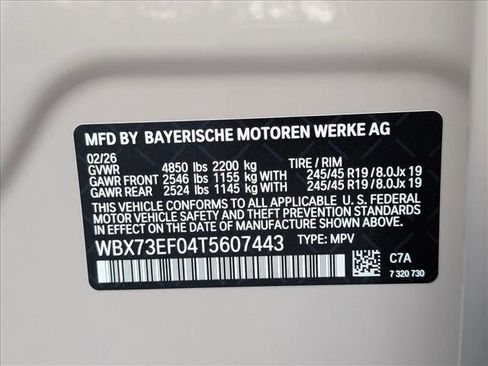 MFD BY BAYERISCHE MOTOREN WERKE AG
02/26
GVWR 4850 lbs 2200 kg TIRE / RIM
GAWR FRONT 2546 lbs 1155 kg WITH 245/45 R19 / 8.0Jx 19
GAWR REAR 2524 lbs 1145 kg WITH 245/45 R19 / 8.0Jx 19
THIS VEHICLE CONFORMS TO ALL APPLICABLE U. S. FEDERAL
MOTOR VEHICLE SAFETY, BUMPER, AND THEFT PREVENTION
STANDARDS IN EFFECT ON THE DATE OF MANUFACTURE SHOWN ABOVE.
WBX73EF04T5607443 TYPE: MPV
C7A
7 320 730